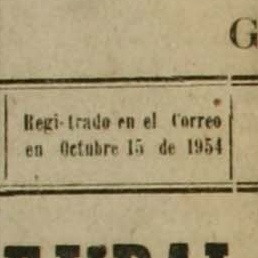 G
Regi-trado en el Correo
en Octubre 15 de 1954